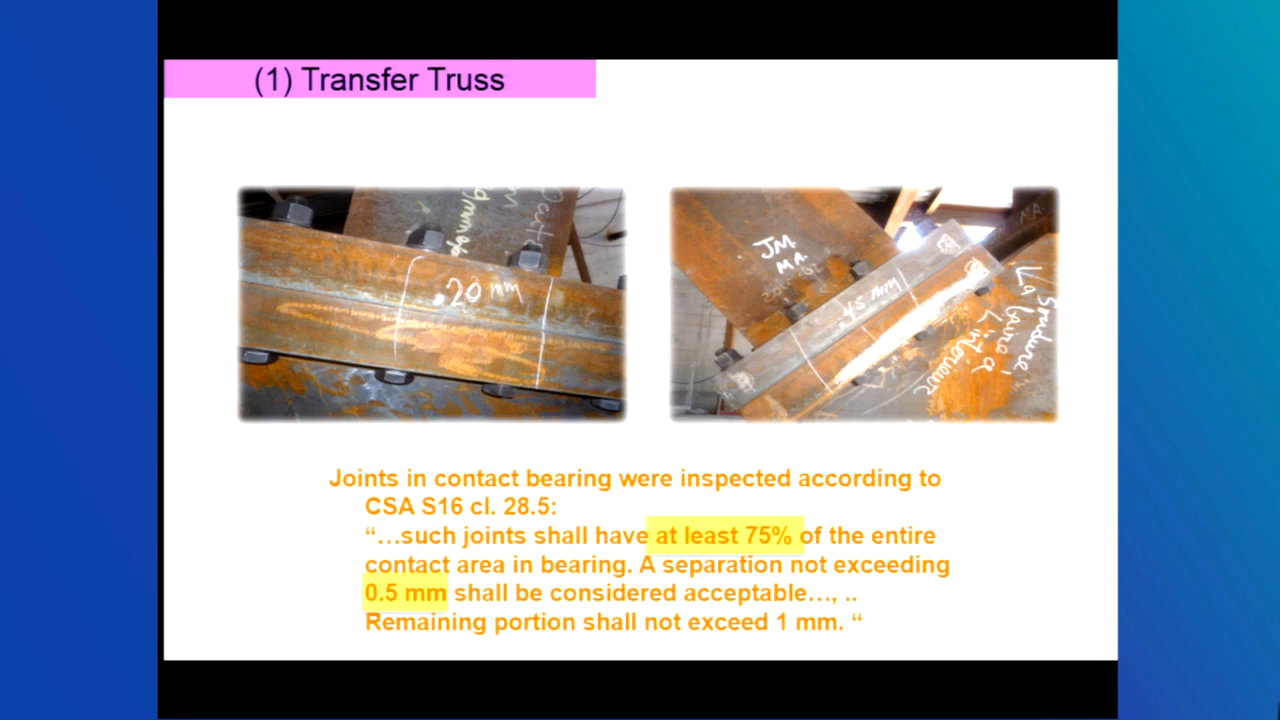 (1) Transfer Truss
.20 mm
JM.
MA.
.45 mm
MA.
Joints in contact bearing were inspected according to
CSA S16 cl. 28.5:
“…such joints shall have at least 75% of the entire
contact area in bearing. A separation not exceeding
0.5 mm shall be considered acceptable…, ..
Remaining portion shall not exceed 1 mm. “